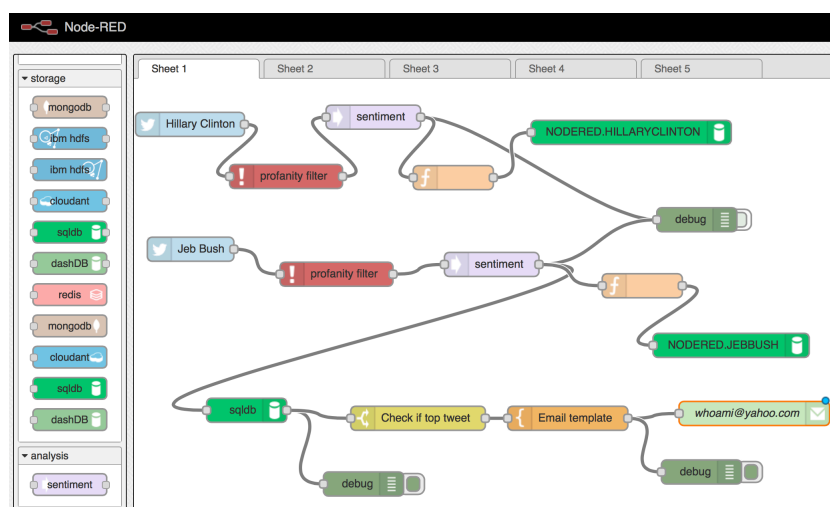 Node-RED
storage
mongodb
ibm hdfs
ibm hdfs
cloudant
sqldb
dashDB
redis
mongodb
cloudant
sqldb
dashDB
analysis
sentiment
Sheet 1
Sheet 2
Sheet 3
Sheet 4
Sheet 5
Hillary Clinton
sentiment
NODERED.HILLARYCLINTON
profanity filter
f
debug
Jeb Bush
profanity filter
sentiment
f
NODERED.JEBBUSH
sqldb
Check if top tweet
Email template
whoami@yahoo.com
debug
debug